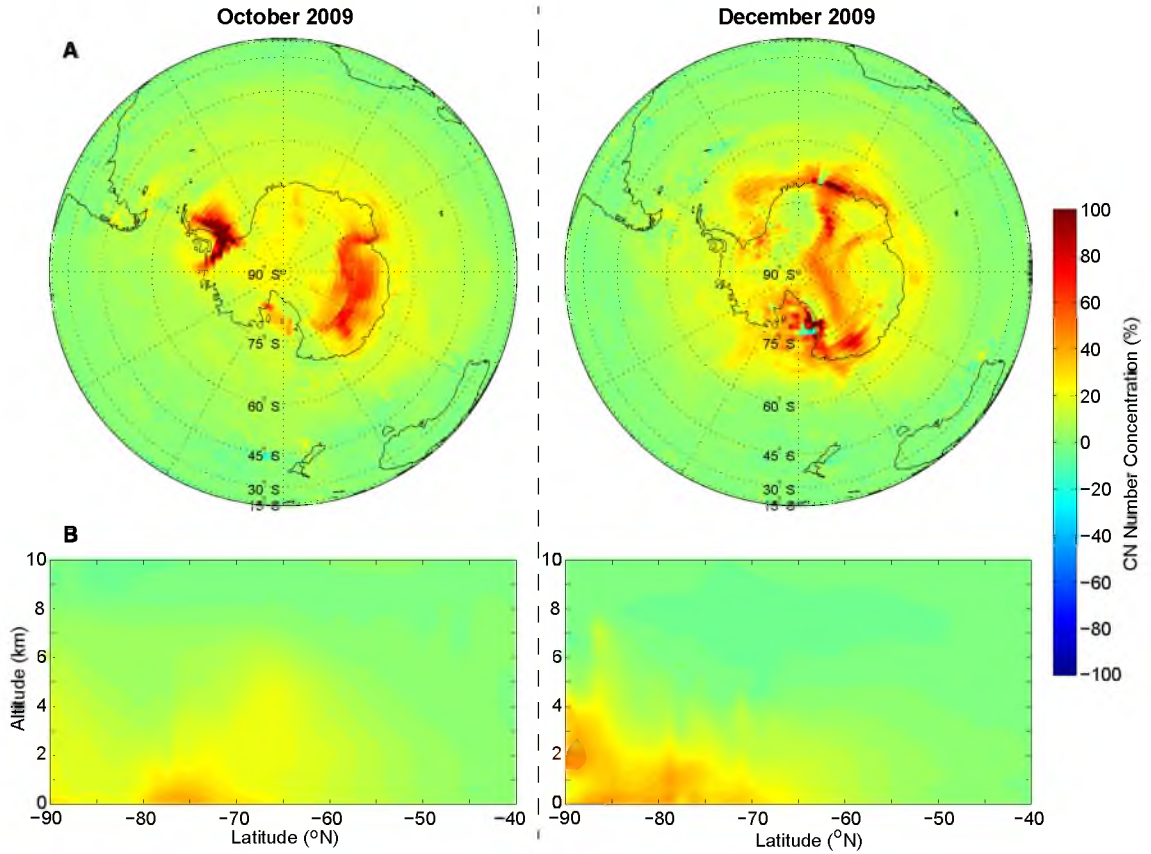 October 2009
December 2009
A
90° S°
75° S
60° S
45° S
30° S
15° S
90° S°
75° S
60° S
45° S
30° S
15° S
100
80
60
40
20
0
−20
−40
−60
−80
−100
CN Number Concentration (%)
B
10
8
6
4
2
0
Altitude (km)
−90 −80 −70 −60 −50 −40
Latitude (°N)
10
8
6
4
2
0
−90 −80 −70 −60 −50 −40
Latitude (°N)